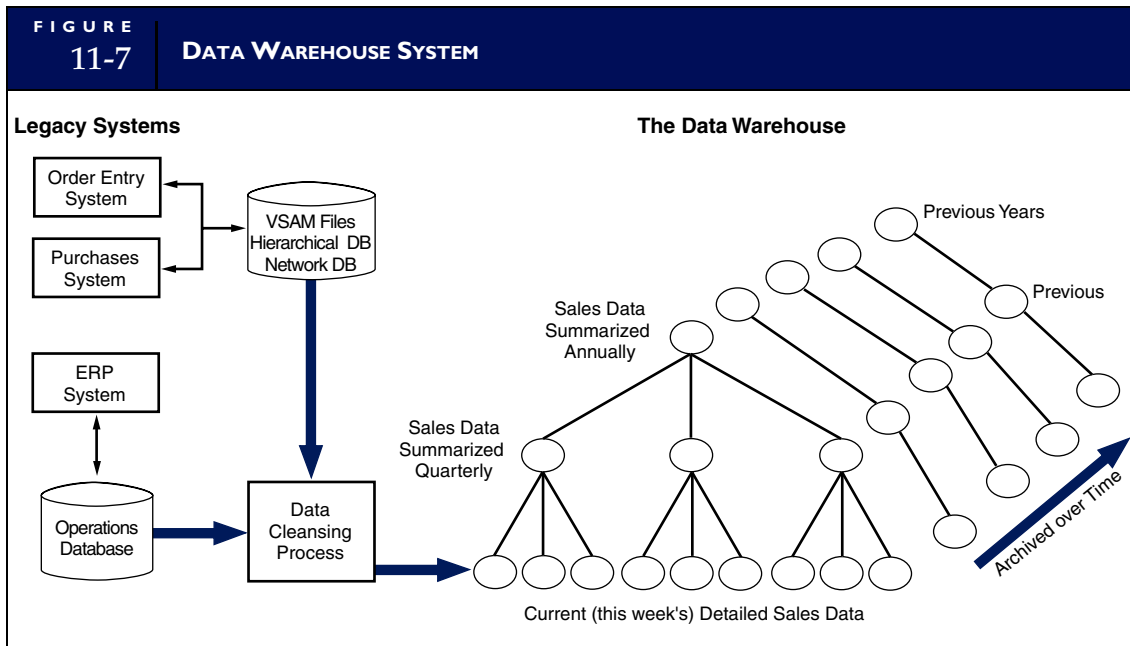 FIGURE
11-7
DATA WAREHOUSE SYSTEM
Legacy Systems
The Data Warehouse
Order Entry
System
Purchases
System
VSAM Files
Hierarchical DB
Network DB
ERP
System
Operations
Database
Data
Cleansing
Process
Sales Data
Summarized
Annually
Sales Data
Summarized
Quarterly
Previous Years
Previous
Archived over Time
Current (this week's) Detailed Sales Data